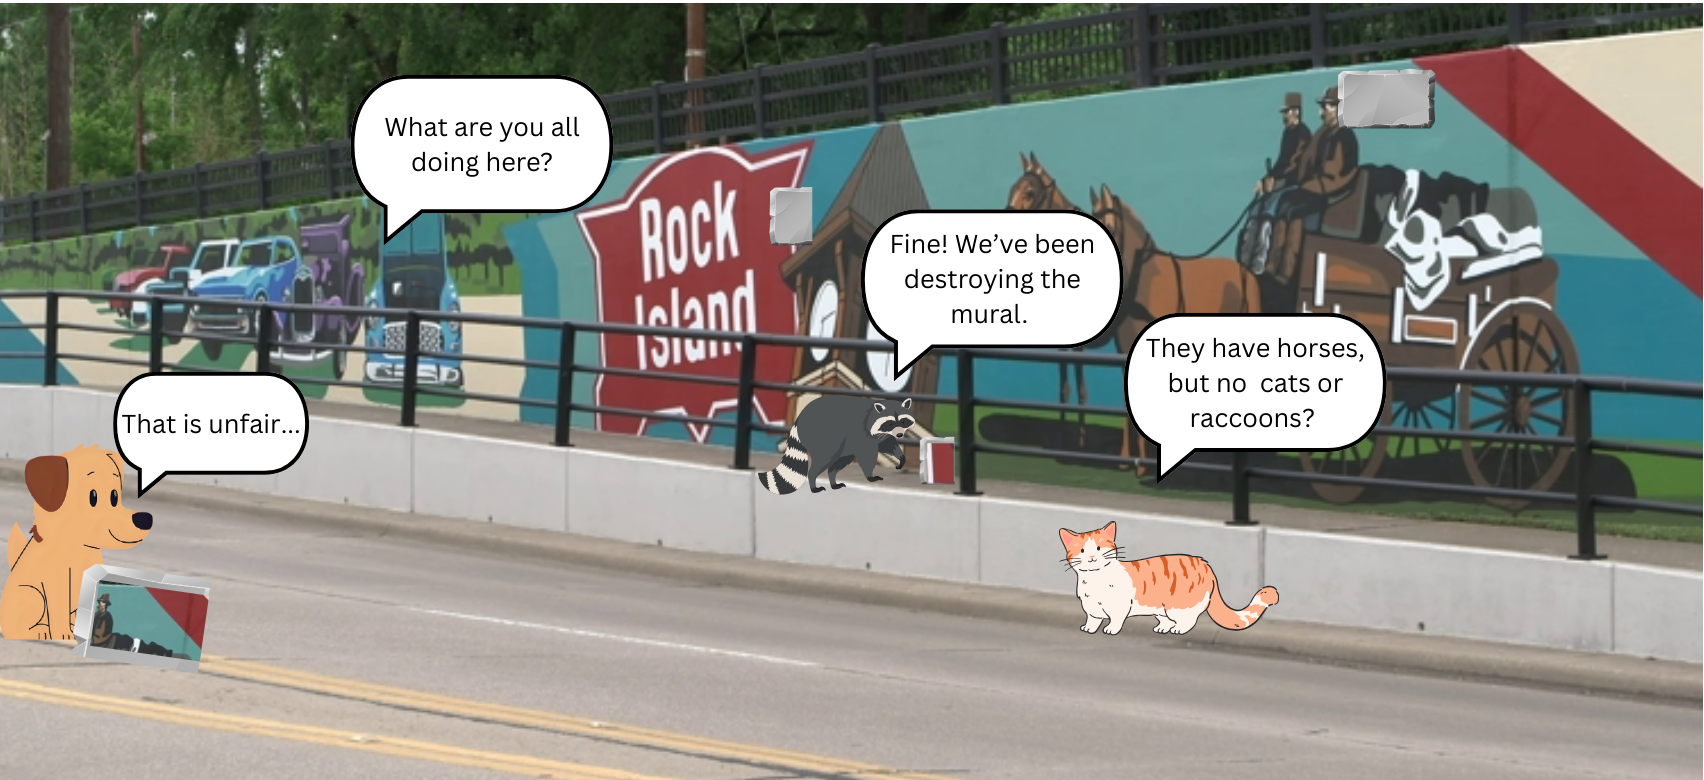 What are you all
doing here?
Rock
Island
Fine! We've been
destroying the
mural.
They have horses,
but no cats or
raccoons?
That is unfair...